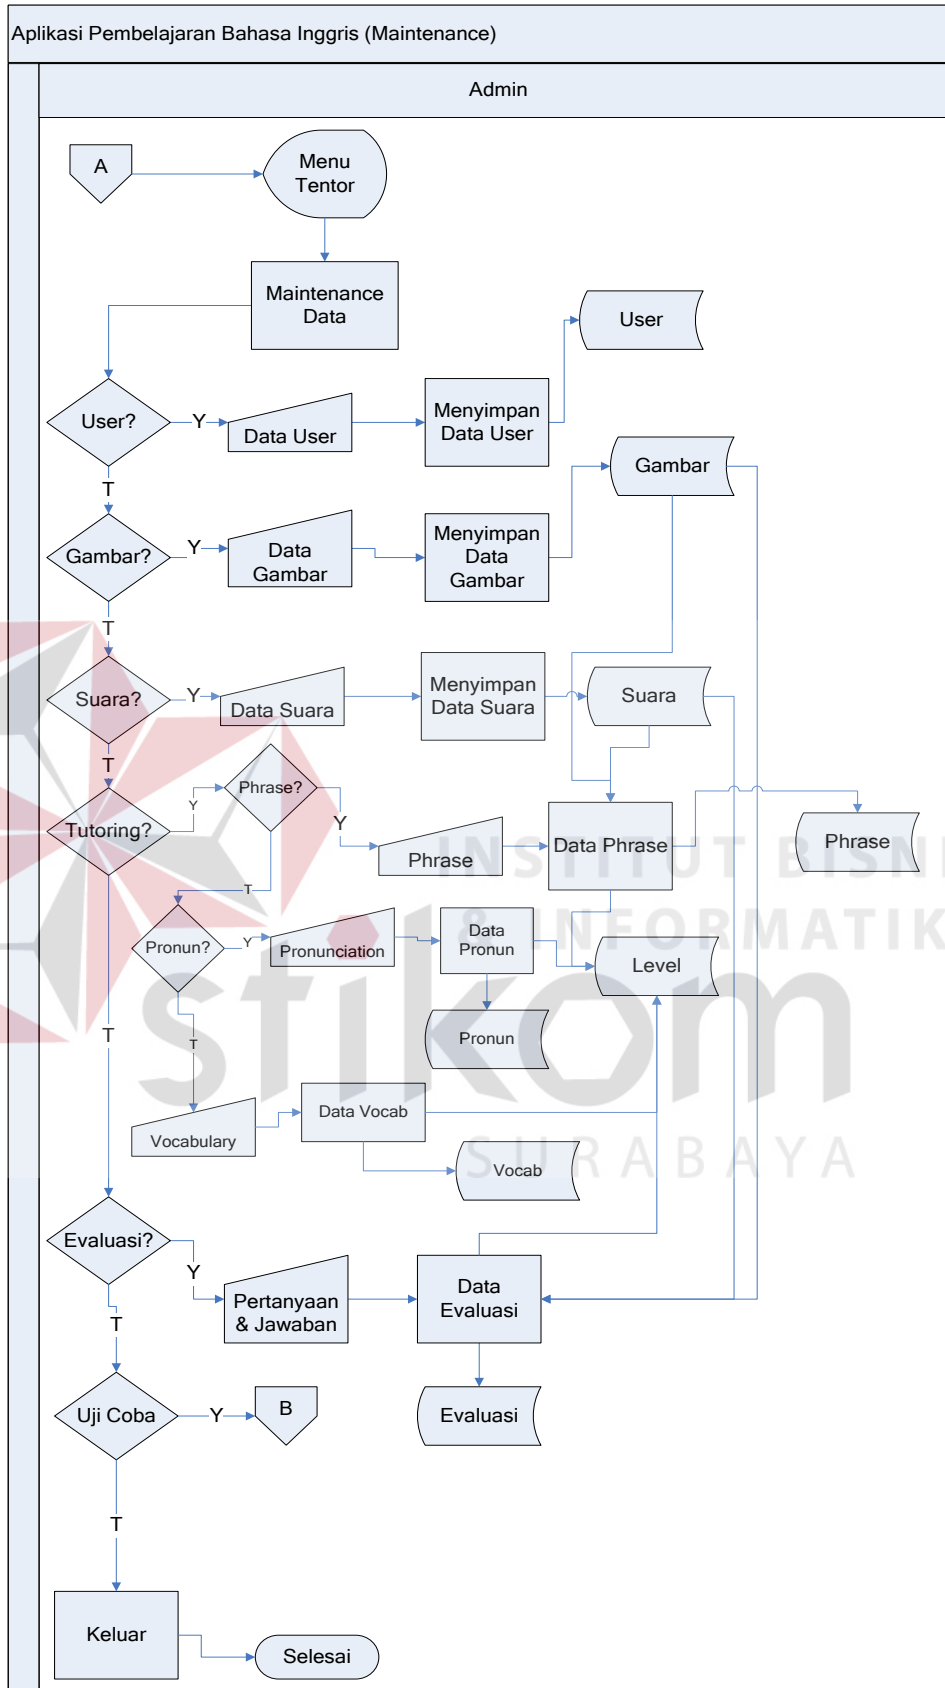 Aplikasi Pembelajaran Bahasa Inggris (Maintenance)
Admin
A
Menu
Tentor
Maintenance
Data
User
User?
Y
Data User
Menyimpan
Data User
T
Gambar
Gambar?
Y
Data
Gambar
Menyimpan
Data
Gambar
T
Suara?
Y
Data Suara
Menyimpan
Data Suara
Suara
T
Tutoring?
Y
Phrase?
Y
Phrase
Data Phrase
Phrase
INSTITUT BISNI
& INFORMATIK
stikom
SURABAYA
T
Pronun?
Y
Pronunciation
Data
Pronun
Level
Pronun
T
T
Vocabulary
Data Vocab
Vocab
Evaluasi?
Y
Pertanyaan
& Jawaban
Data
Evaluasi
Evaluasi
T
Uji Coba
Y
B
T
Keluar
Selesai